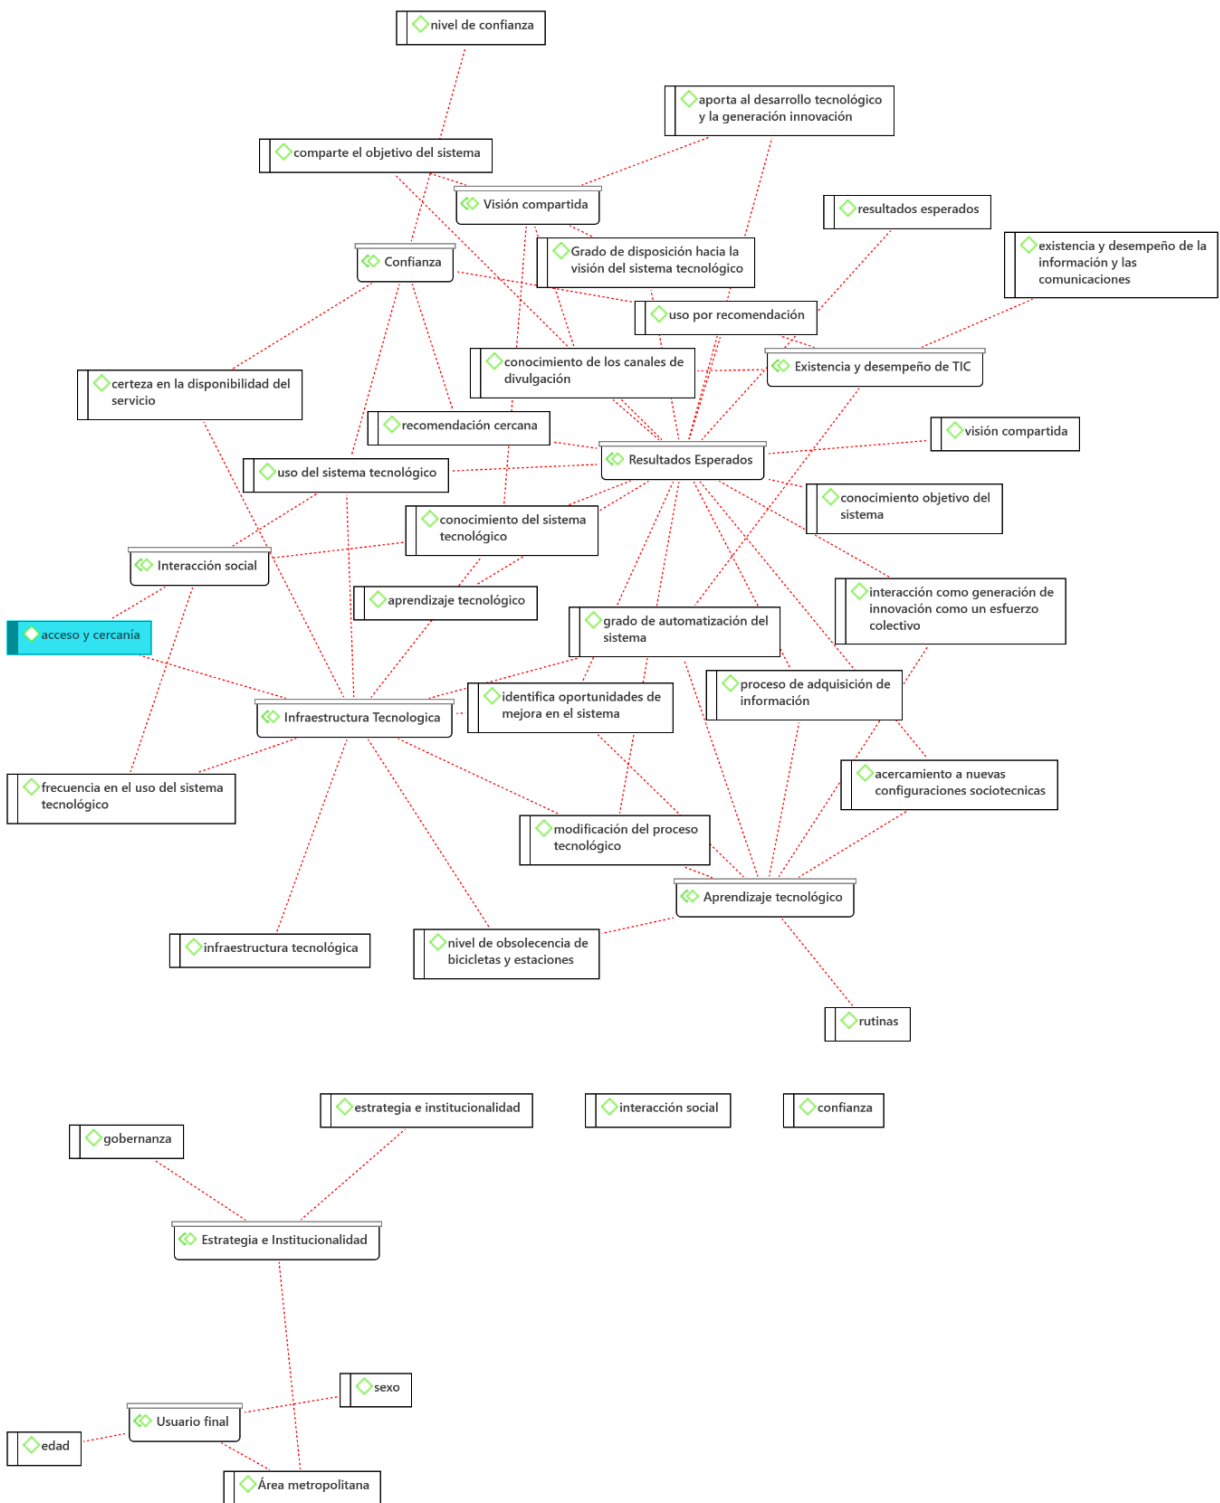 nivel de confianza
aporta al desarrollo tecnológico
y la generación innovación
comparte el objetivo del sistema
Visión compartida
resultados esperados
Grado de disposición hacia la
visión del sistema tecnológico
existencia y desempeño de la
información y las
comunicaciones
Confianza
uso por recomendación
conocimiento de los canales de
divulgación
Existencia y desempeño de TIC
certeza en la disponibilidad del
servicio
recomendación cercana
visión compartida
Resultados Esperados
uso del sistema tecnológico
conocimiento objetivo del
sistema
conocimiento del sistema
tecnológico
Interacción social
aprendizaje tecnológico
interacción como generación de
innovación como un esfuerzo
colectivo
grado de automatización del
sistema
acceso y cercanía
proceso de adquisición de
información
identifica oportunidades de
mejora en el sistema
Infraestructura Tecnologica
frecuencia en el uso del sistema
tecnológico
acercamiento a nuevas
configuraciones sociotecnicas
modificación del proceso
tecnológico
Aprendizaje tecnológico
infraestructura tecnológica
nivel de obsolecencia de
bicicletas y estaciones
rutinas
estrategia e institucionalidad
interacción social
confianza
gobernanza
Estrategia e Institucionalidad
sexo
Usuario final
edad
Área metropolitana